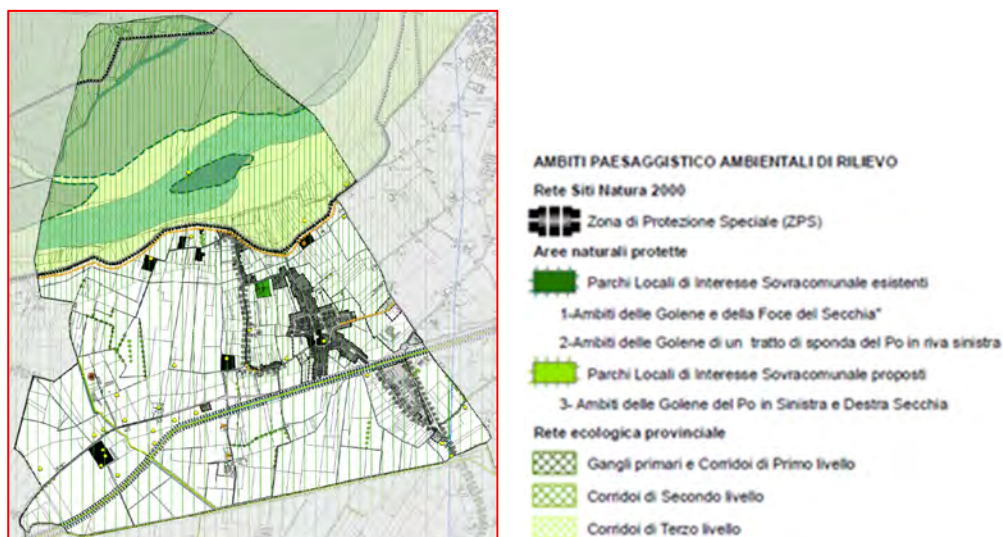 AMBITI PAESAGGISTICO AMBIENTALI DI RILIEVO
Rete Siti Natura 2000
Zona di Protezione Speciale (ZPS)
Aree naturali protette
Parchi Locali di Interesse Sovracomunale esistenti
1-Ambiti delle Golene e della Foce del Secchia"
2-Ambiti delle Golene di un tratto di sponda del Po in riva sinistra
Parchi Locali di Interesse Sovracomunale proposti
3- Ambiti delle Golene del Po in Sinistra e Destra Secchia
Rete ecologica provinciale
Gangli primari e Corridoi di Primo livello
Corridoi di Secondo livello
Corridoi di Terzo livello